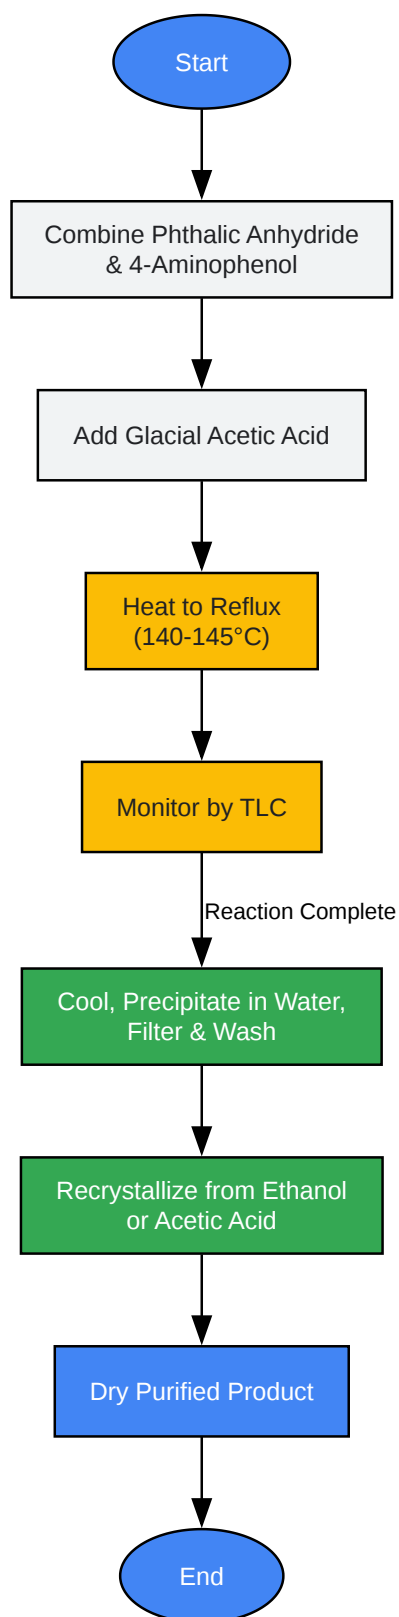 Start
Combine Phthalic Anhydride
& 4-Aminophenol
Add Glacial Acetic Acid
Heat to Reflux
(140-145°C)
Monitor by TLC
Reaction Complete
Cool, Precipitate in Water,
Filter & Wash
Recrystallize from Ethanol
or Acetic Acid
Dry Purified Product
End